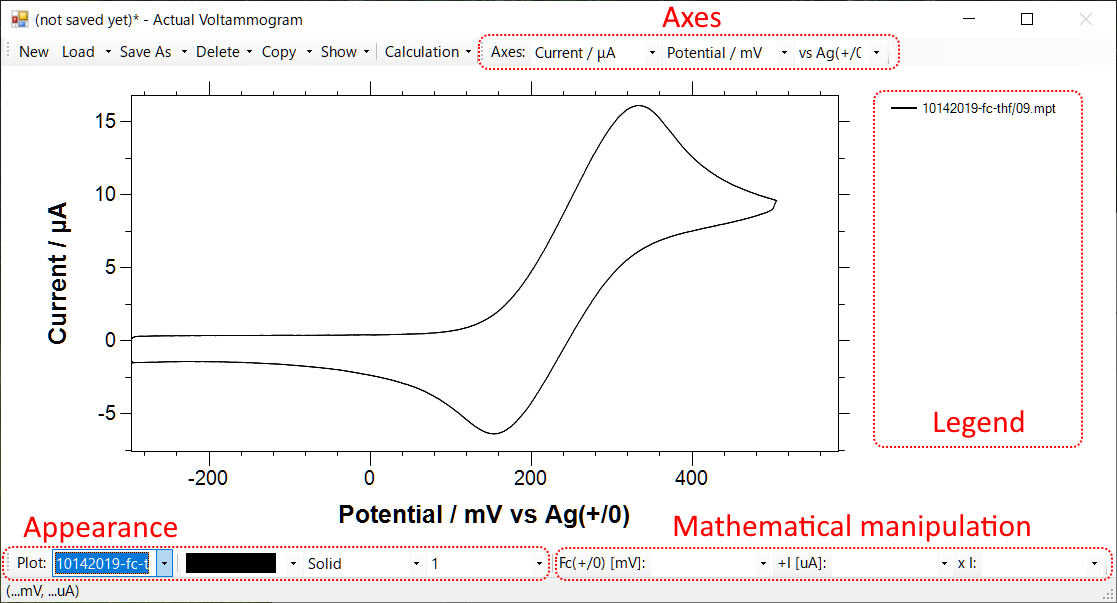 (not saved yet)* - Actual Voltammogram
Axes
New Load Save As Delete Copy Show Calculation Axes: Current / µA Potential / mV vs Ag(+/0
10142019-fc-thf/09.mpt
Legend
15
10
5
0
-5
Current / µA
-200 0 200 400
Potential / mV vs Ag(+/0)
Appearance
Mathematical manipulation
Plot: 10142019-fc-t Solid 1 Fc(+/0) [mV]: +I [uA]: x I:
(...mV, ...uA)